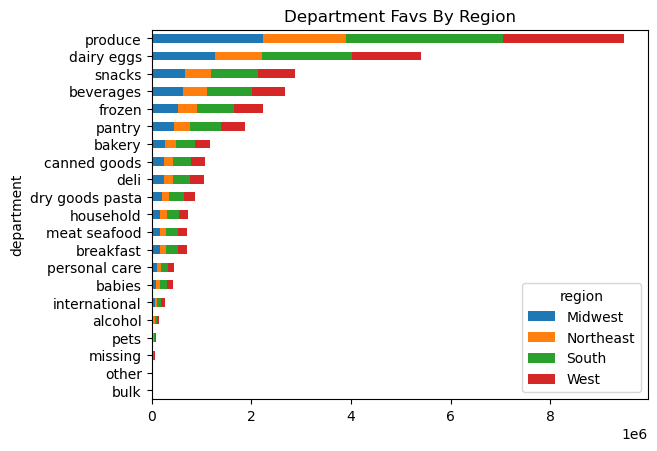 Department Favs By Region
produce
dairy eggs
snacks
beverages
frozen
pantry
bakery
canned goods
deli
dry goods pasta
household
meat seafood
breakfast
personal care
babies
international
alcohol
pets
missing
other
bulk
department
region
Midwest
Northeast
South
West
0 2 4 6 8
1e6